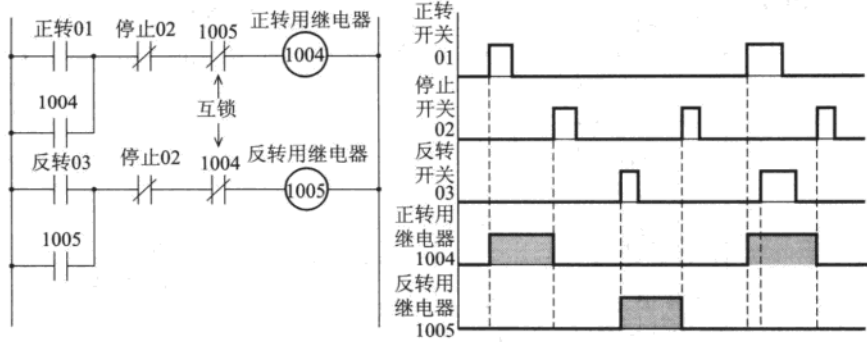 正转01
停止02
1005
正转用继电器
1004
1004
互锁
反转03
停止02
1004
反转用继电器
1005
1005
正转
开关
01
停止
开关
02
反转
开关
03
正转用
继电器
1004
反转用
继电器
1005